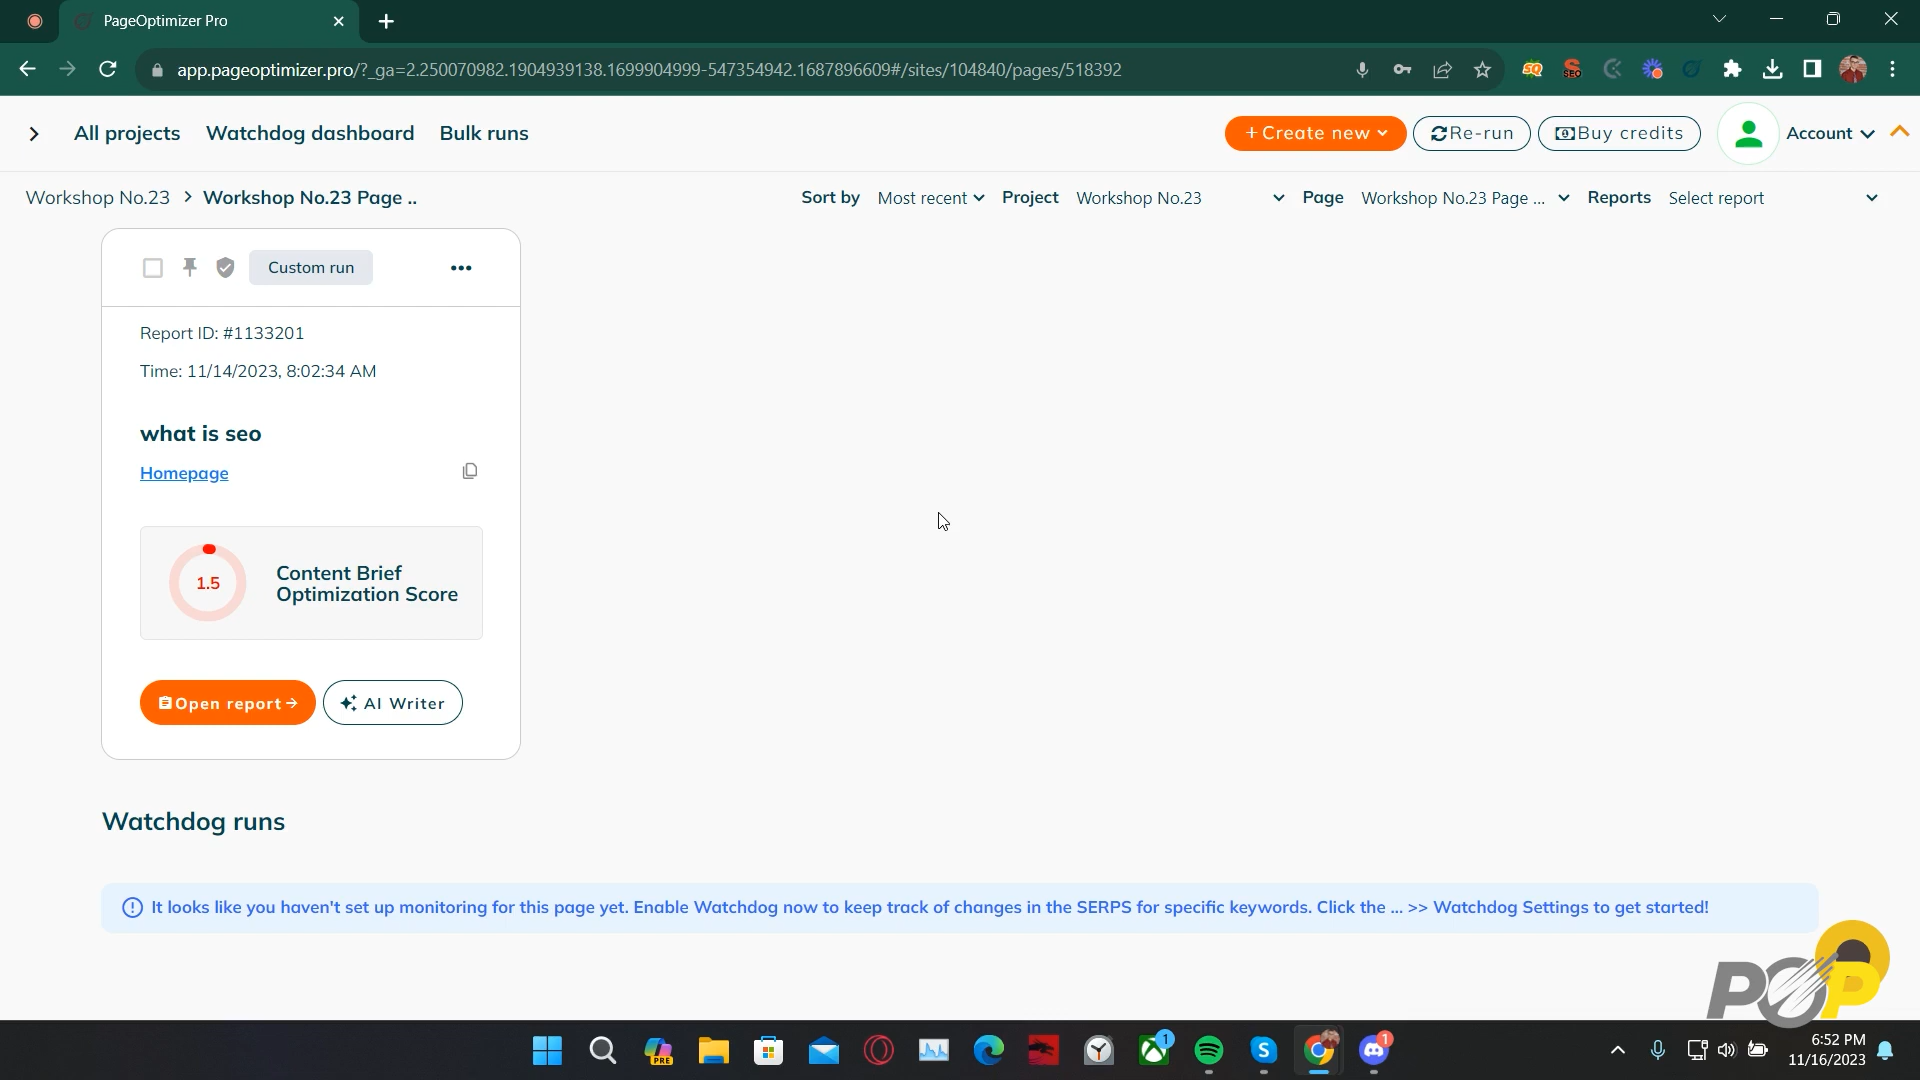 PageOptimizer Pro
app.pageoptimizer.pro/?_ga=2.250070982.1904939138.1699904999-547354942.1687896609#/sites/104840/pages/518392
SQ
SEO
All projects Watchdog dashboard Bulk runs
+ Create new
Re-run
Buy credits
Account
Workshop No.23 > Workshop No.23 Page ..
Sort by Most recent Project Workshop No.23 Page Workshop No.23 Page ... Reports Select report
Custom run
Report ID: #1133201
Time: 11/14/2023, 8:02:34 AM
what is seo
Homepage
1.5
Content Brief
Optimization Score
Open report
AI Writer
Watchdog runs
It looks like you haven't set up monitoring for this page yet. Enable Watchdog now to keep track of changes in the SERPS for specific keywords. Click the ... >> Watchdog Settings to get started!
POP
PRE
1
S
1
6:52 PM
11/16/2023